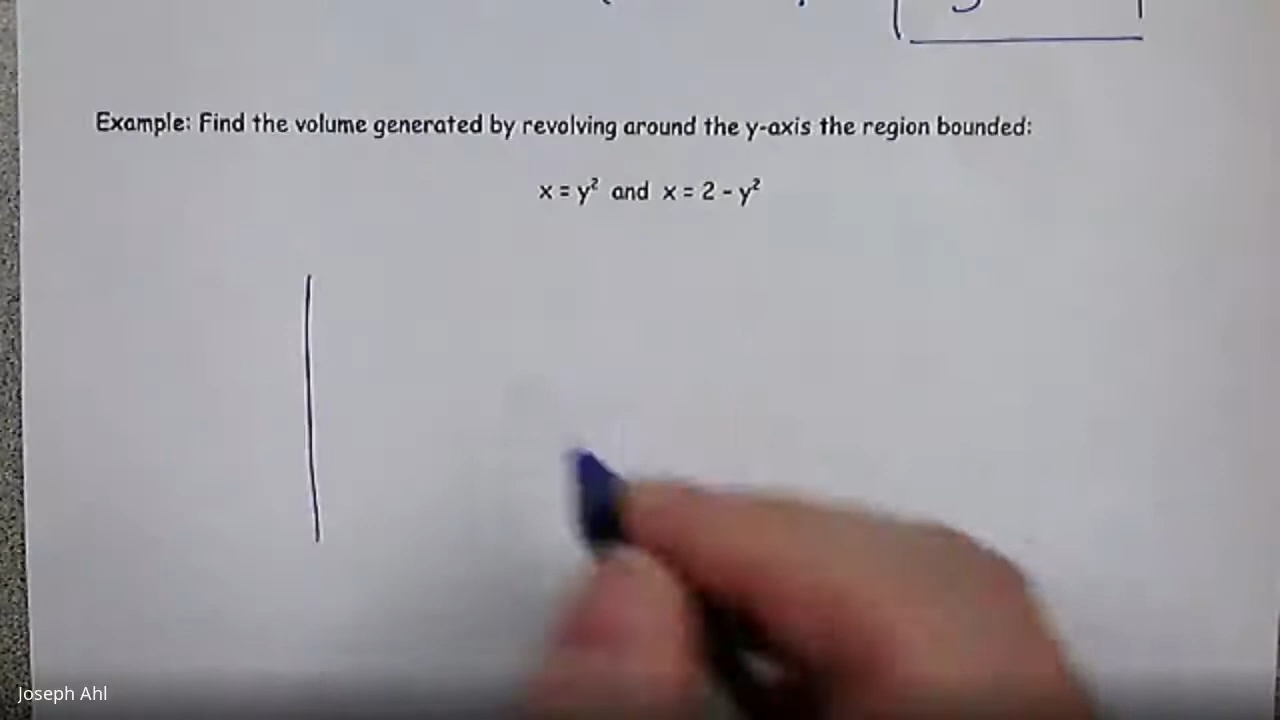 Example: Find the volume generated by revolving around the y-axis the region bounded:
x = y² and x = 2 - y²
Joseph Ahl